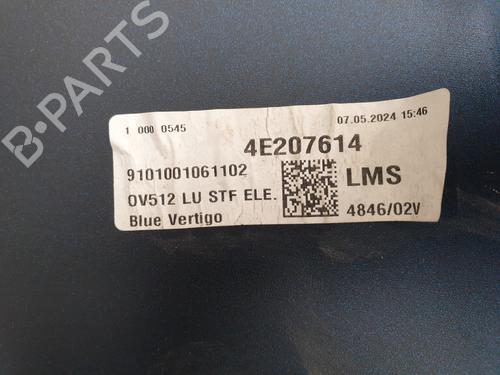 B-PARTS
1 000 0545
07.05.2024 15:46
4E207614
9101001061102
OV512 LU STF ELE.
LMS
Blue Vertigo
4846/02V